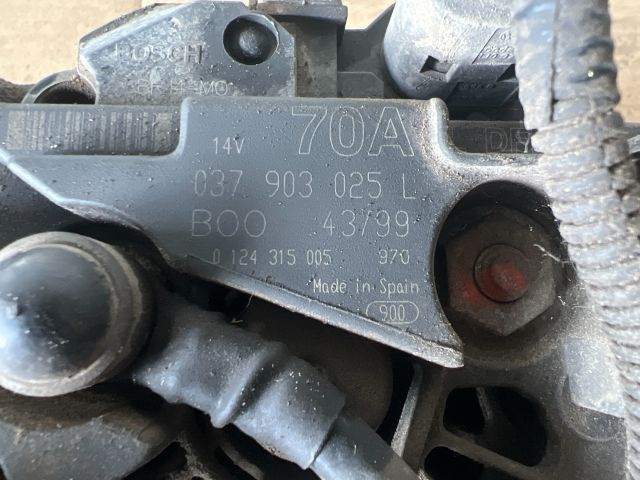 BOSCH
14V 70A
037 903 025 L
BOO 43/99
0 124 315 005 970
Made in Spain
900